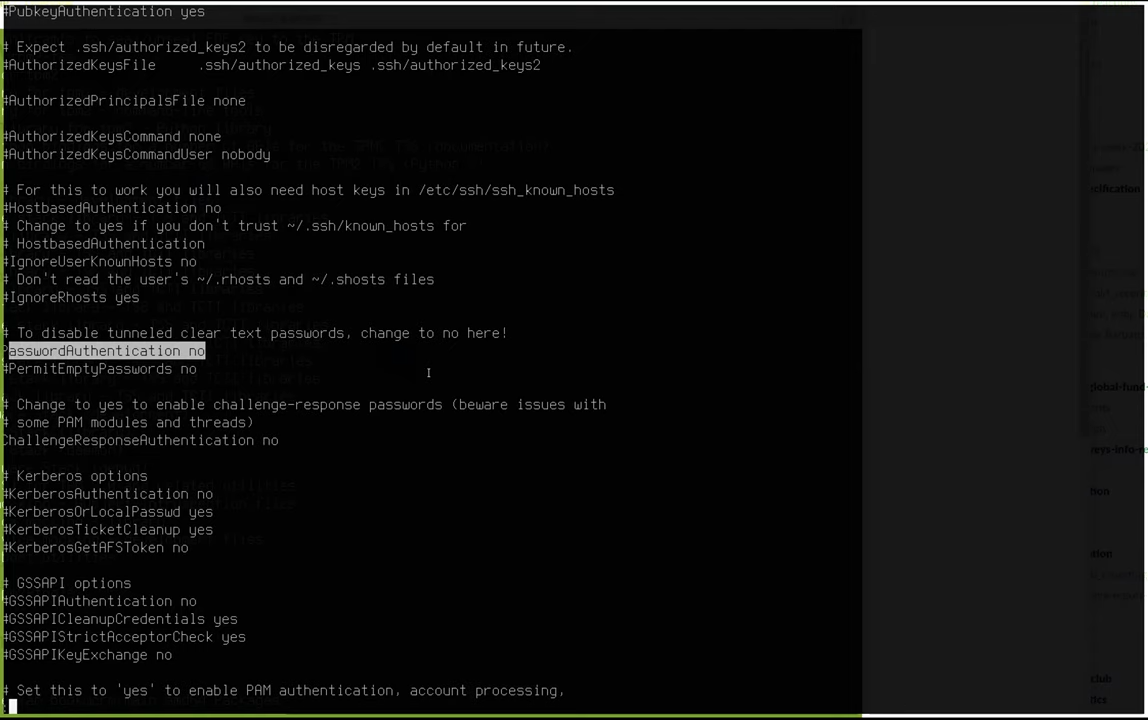 #PubkeyAuthentication yes
# Expect .ssh/authorized_keys2 to be disregarded by default in future.
#AuthorizedKeysFile     .ssh/authorized_keys .ssh/authorized_keys2
#AuthorizedPrincipalsFile none
#AuthorizedKeysCommand none
#AuthorizedKeysCommandUser nobody
# For this to work you will also need host keys in /etc/ssh/ssh_known_hosts
#HostbasedAuthentication no
# Change to yes if you don't trust ~/.ssh/known_hosts for
# HostbasedAuthentication
#IgnoreUserKnownHosts no
# Don't read the user's ~/.rhosts and ~/.shosts files
#IgnoreRhosts yes
# To disable tunneled clear text passwords, change to no here!
PasswordAuthentication no
#PermitEmptyPasswords no
# Change to yes to enable challenge-response passwords (beware issues with
# some PAM modules and threads)
ChallengeResponseAuthentication no
# Kerberos options
#KerberosAuthentication no
#KerberosOrLocalPasswd yes
#KerberosTicketCleanup yes
#KerberosGetAFSToken no
# GSSAPI options
#GSSAPIAuthentication no
#GSSAPICleanupCredentials yes
#GSSAPIStrictAcceptorCheck yes
#GSSAPIKeyExchange no
# Set this to 'yes' to enable PAM authentication, account processing,
: